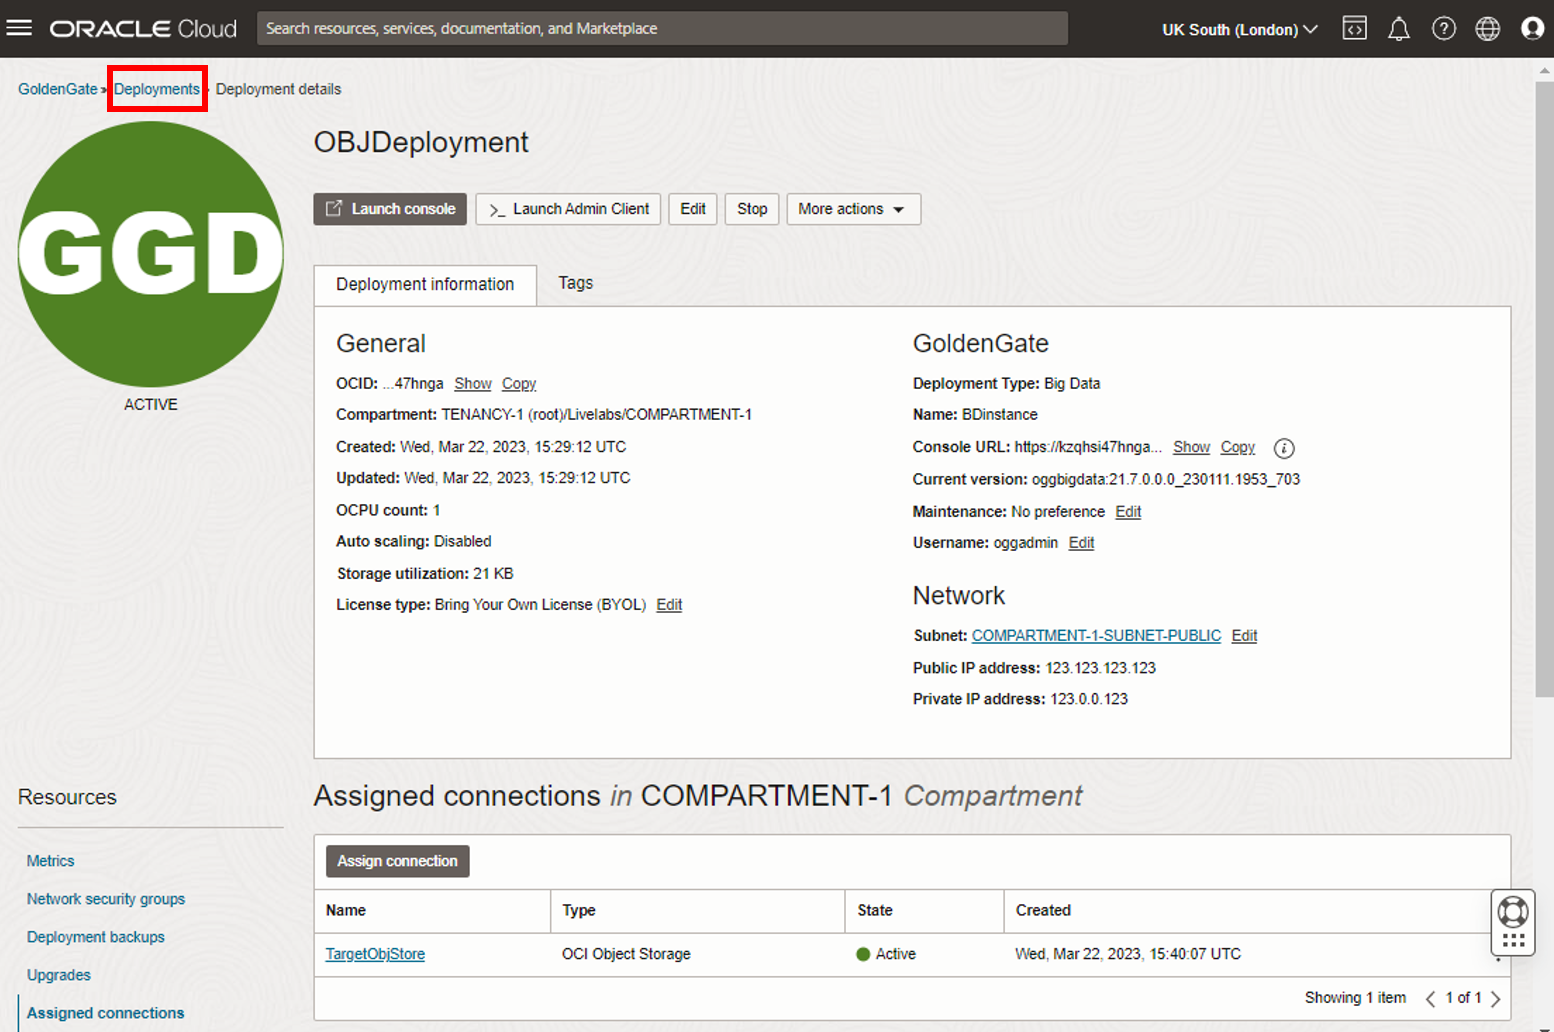 ORACLE Cloud
Search resources, services, documentation, and Marketplace
UK South (London)
GoldenGate » Deployments » Deployment details
GGD
ACTIVE
OBJDeployment
Launch console
>_ Launch Admin Client
Edit
Stop
More actions
Deployment information
Tags
General
OCID: ...47hnga Show Copy
Compartment: TENANCY-1 (root)/Livelabs/COMPARTMENT-1
Created: Wed, Mar 22, 2023, 15:29:12 UTC
Updated: Wed, Mar 22, 2023, 15:29:12 UTC
OCPU count: 1
Auto scaling: Disabled
Storage utilization: 21 KB
License type: Bring Your Own License (BYOL) Edit
GoldenGate
Deployment Type: Big Data
Name: BDinstance
Console URL: https://kzqhsi47hnga... Show Copy
Current version: oggbigdata:21.7.0.0.0_230111.1953_703
Maintenance: No preference Edit
Username: oggadmin Edit
Network
Subnet: COMPARTMENT-1-SUBNET-PUBLIC Edit
Public IP address: 123.123.123.123
Private IP address: 123.0.0.123
Resources
Metrics
Network security groups
Deployment backups
Upgrades
Assigned connections
Assigned connections in COMPARTMENT-1 Compartment
Assign connection
Name Type State Created
TargetObjStore OCI Object Storage Active Wed, Mar 22, 2023, 15:40:07 UTC
Showing 1 item < 1 of 1 >